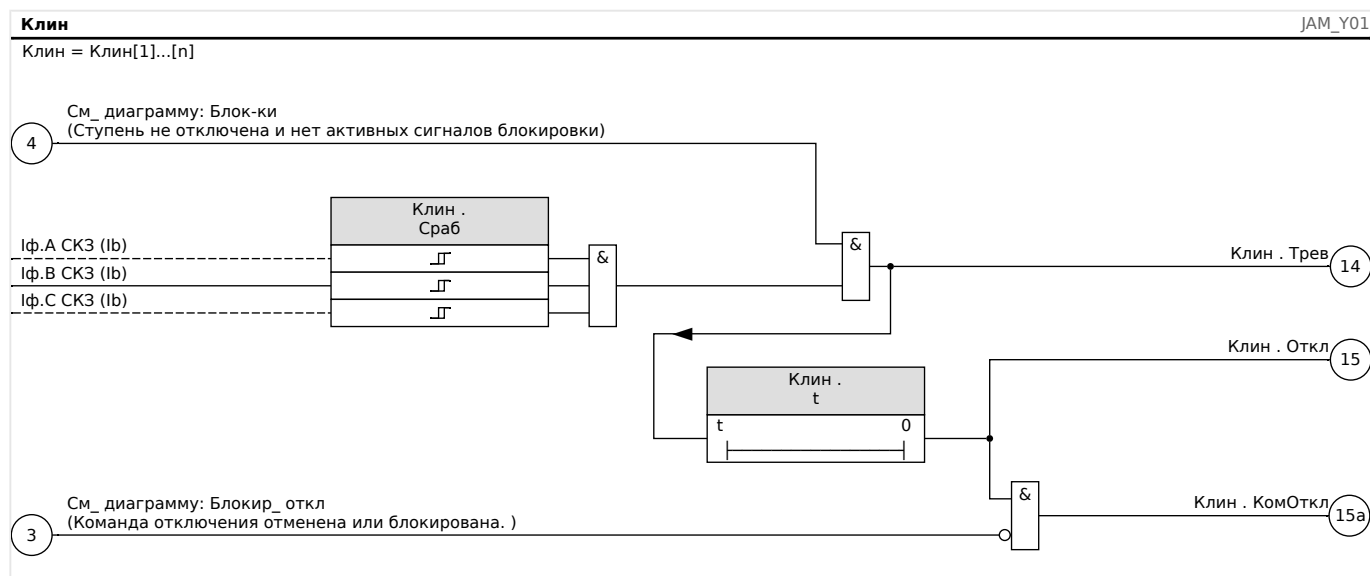 Клин
JAM_Y01
Клин = Клин[1]...[n]
См_ диаграмму: Блок-ки
(Ступень не отключена и нет активных сигналов блокировки)
4
Клин .
Сраб
Iф.A СКЗ (Ib)
Iф.B СКЗ (Ib)
Iф.C СКЗ (Ib)
&
&
Клин . Трев
14
Клин . Откл
15
Клин .
t
t 0
См_ диаграмму: Блокир_ откл
(Команда отключения отменена или блокирована. )
3
&
Клин . КомОткл
15a